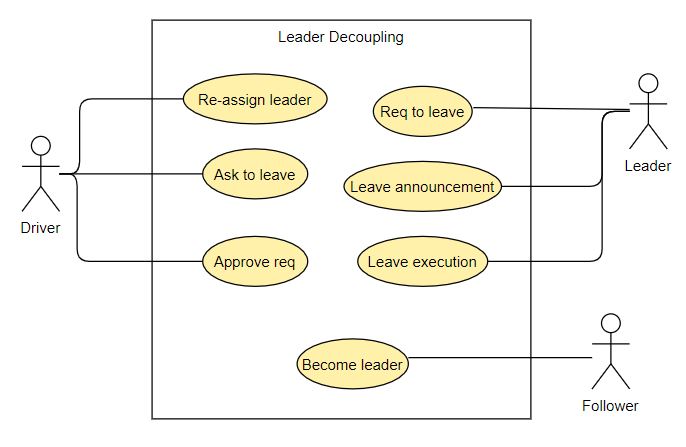 Leader Decoupling
Re-assign leader
Req to leave
Ask to leave
Leave announcement
Leader
Driver
Approve req
Leave execution
Become leader
Follower